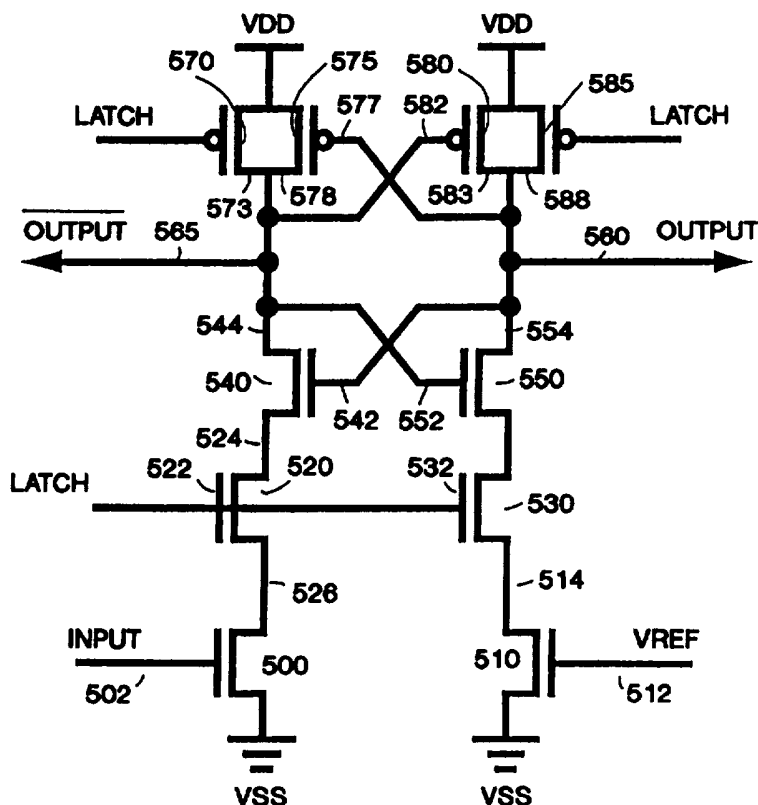 VDD VDD
570 575 580 585
LATCH 577 582 LATCH
573 578 583 588
OUTPUT 565 560 OUTPUT
544 554
540 542 552 550
524
522 520 532
LATCH 530
526 514
INPUT 500 510 VREF
502 512
VSS VSS